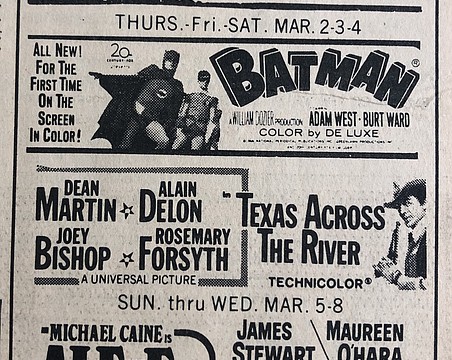 THURS.-Fri.-SAT. MAR. 2-3-4
ALL New!
For The
First Time
On The
Screen
In Color!
20
BATMAN®
A WILLIAM DOZIER PRODUCTION ADAM WEST · BURT WARD
COLOR by DE LUXE
DEAN MARTIN ☆ ALAIN DELON
JOEY BISHOP ☆ ROSEMARY FORSYTH
A UNIVERSAL PICTURE
in
TEXAS ACROSS
THE RIVER
TECHNICOLOR®
SUN. thru WED. MAR. 5-8
"MICHAEL CAINE is
JAMES STEWART
MAUREEN O'HARA